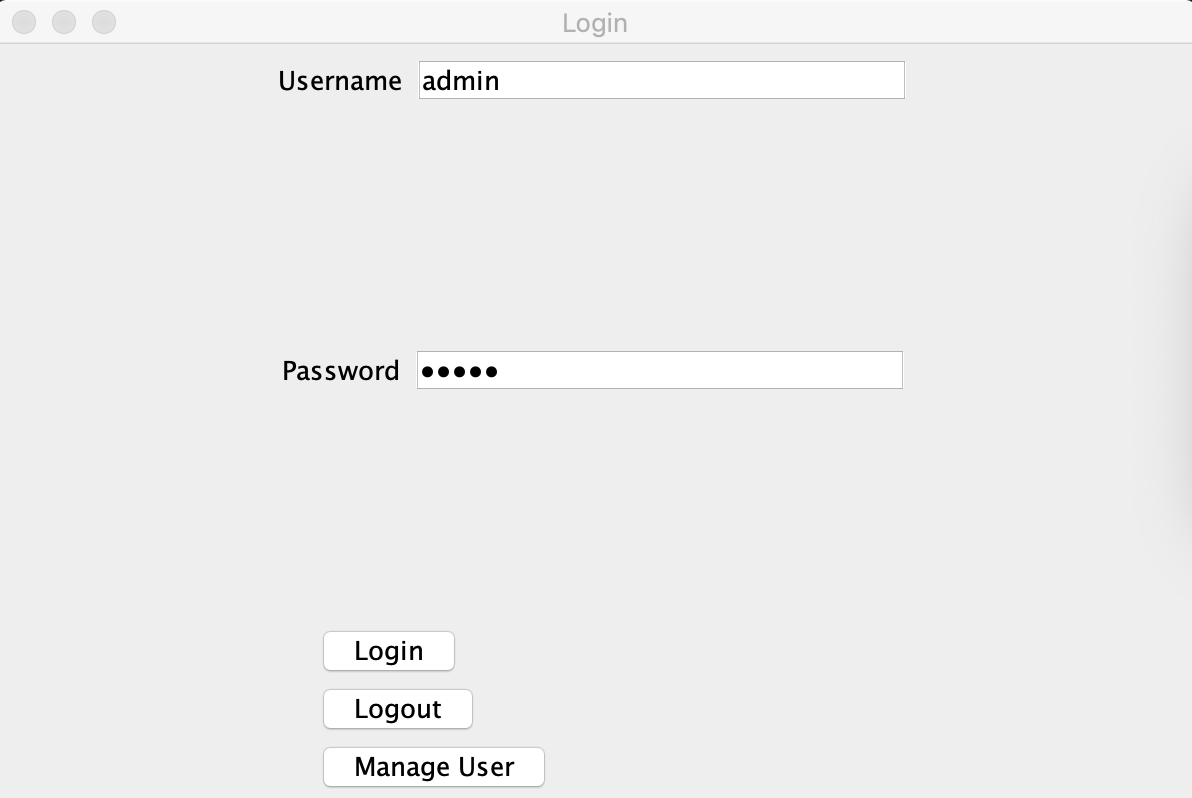 Login
Username admin
Password •••••
Login
Logout
Manage User